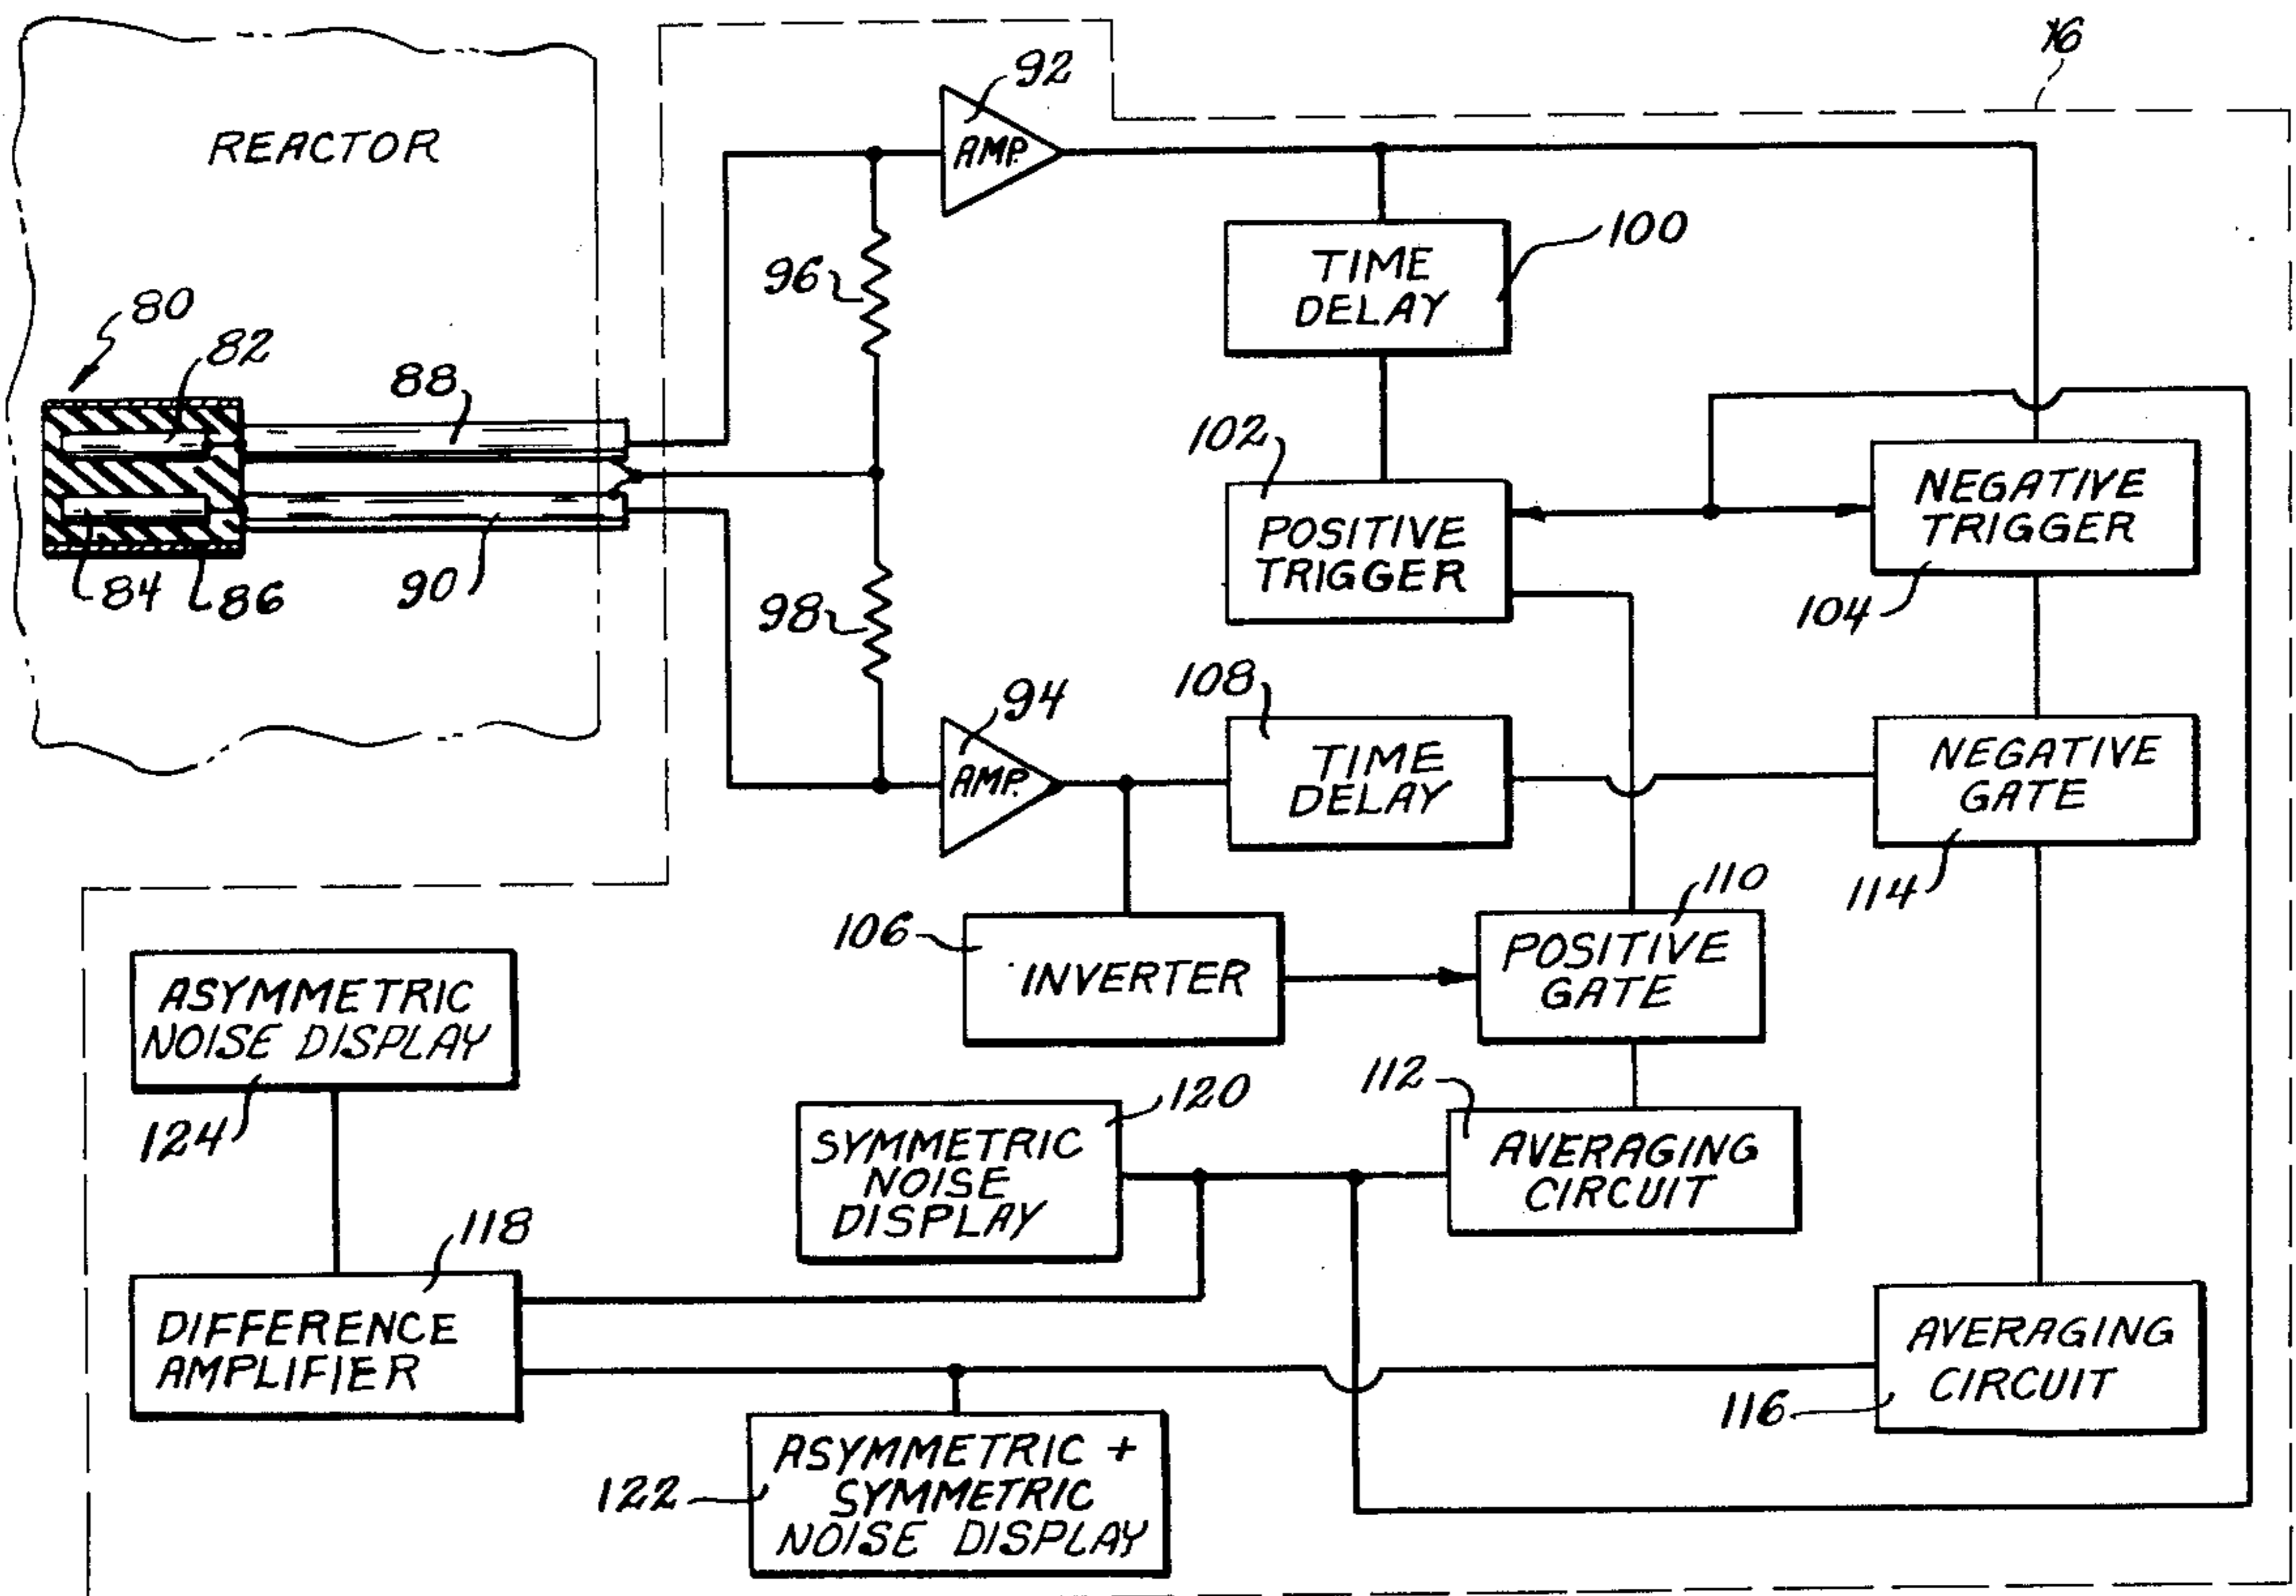 REACTOR
76
92
AMP.
TIME
DELAY
100
96
80
82
88
102
POSITIVE
TRIGGER
NEGATIVE
TRIGGER
104
84
86
90
98
94
AMP.
108
TIME
DELAY
NEGATIVE
GATE
114
110
106
INVERTER
POSITIVE
GATE
ASYMMETRIC
NOISE DISPLAY
124
112
120
SYMMETRIC
NOISE
DISPLAY
AVERAGING
CIRCUIT
118
DIFFERENCE
AMPLIFIER
AVERAGING
CIRCUIT
116
122
ASYMMETRIC +
SYMMETRIC
NOISE DISPLAY